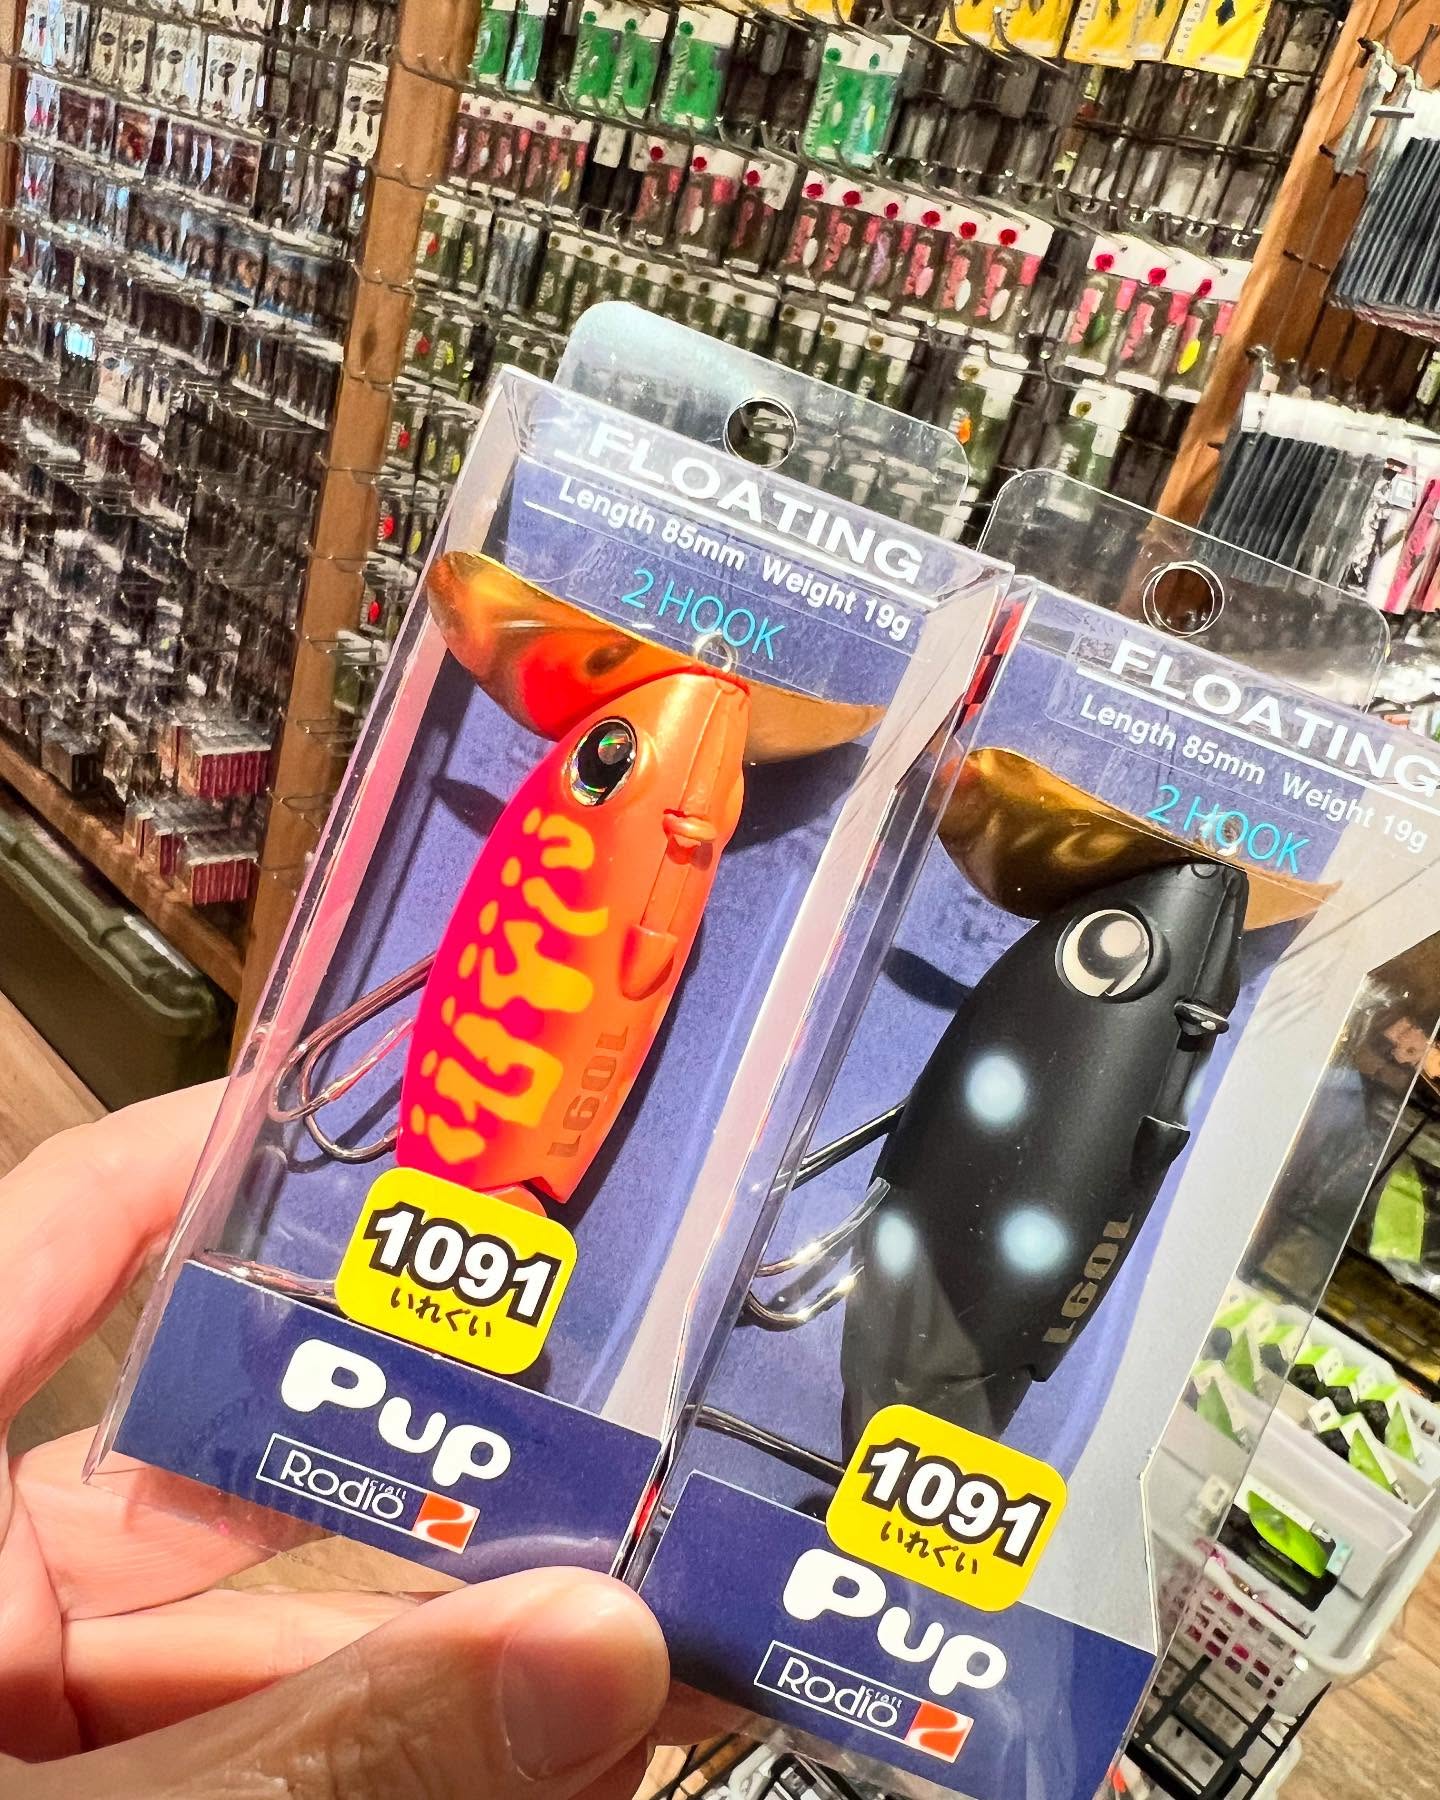 FLOATING
Length 85mm Weight 19g
2 HOOK
1091
1091
いれぐい
Pup
Rodio
craft
FLOATING
Length 85mm Weight 19g
2 HOOK
1091
1091
いれぐい
Pup
Rodio
craft